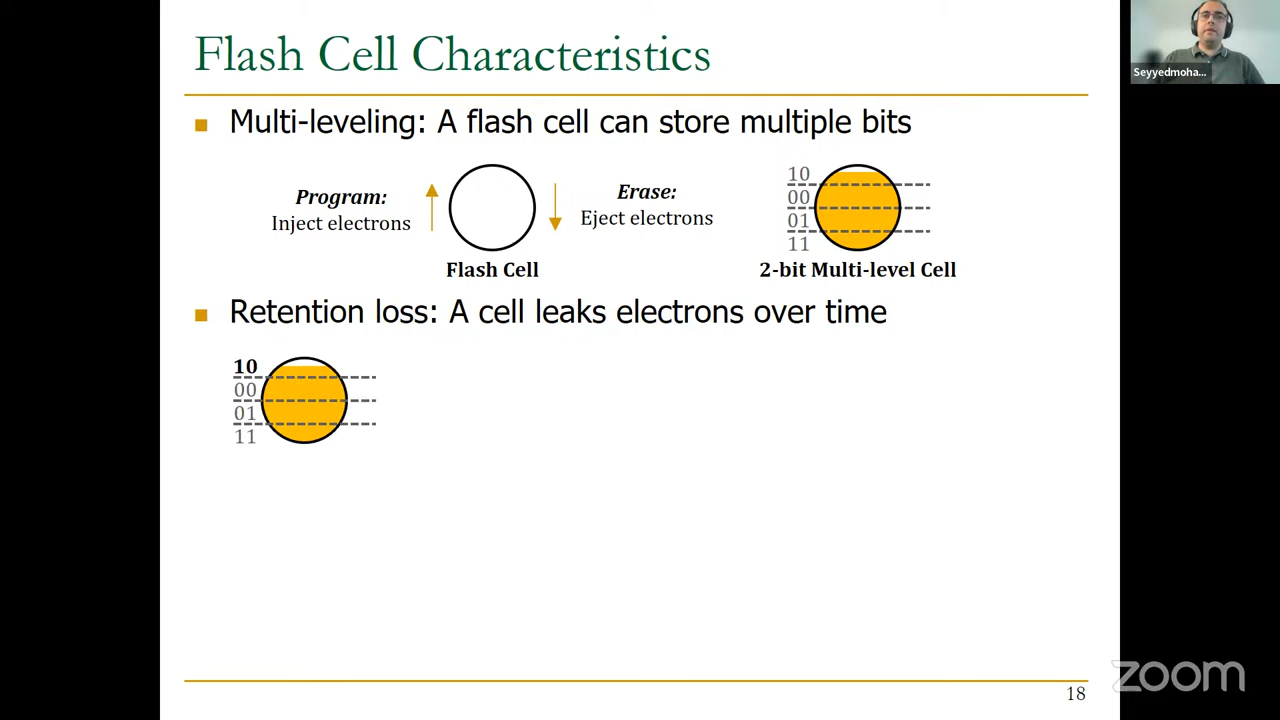 Flash Cell Characteristics
Seyyedmoha...
Multi-leveling: A flash cell can store multiple bits
Program:
Inject electrons
Flash Cell
Erase:
Eject electrons
10
00
01
11
2-bit Multi-level Cell
Retention loss: A cell leaks electrons over time
10
00
01
11
18
zoom